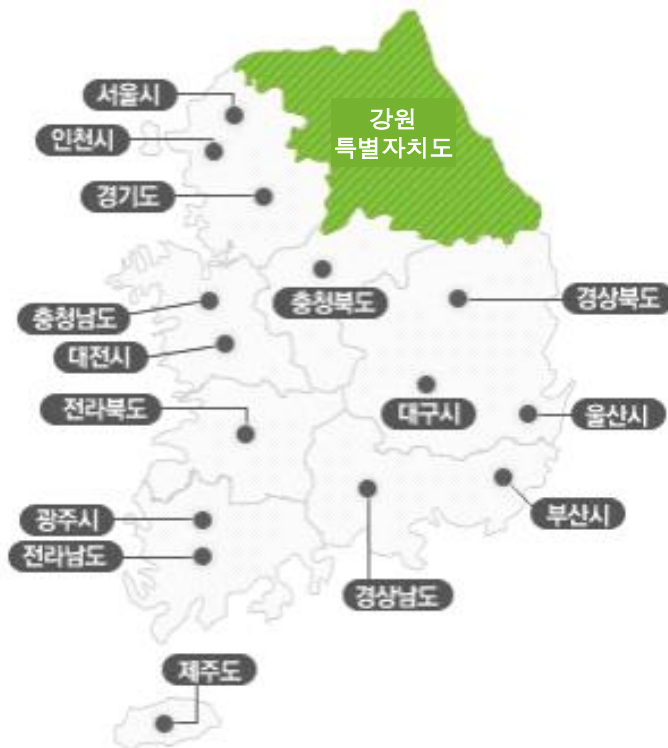 서울시
강원
특별자치도
인천시
경기도
충청북도
경상북도
충청남도
대전시
전라북도
대구시
울산시
광주시
부산시
전라남도
경상남도
제주도